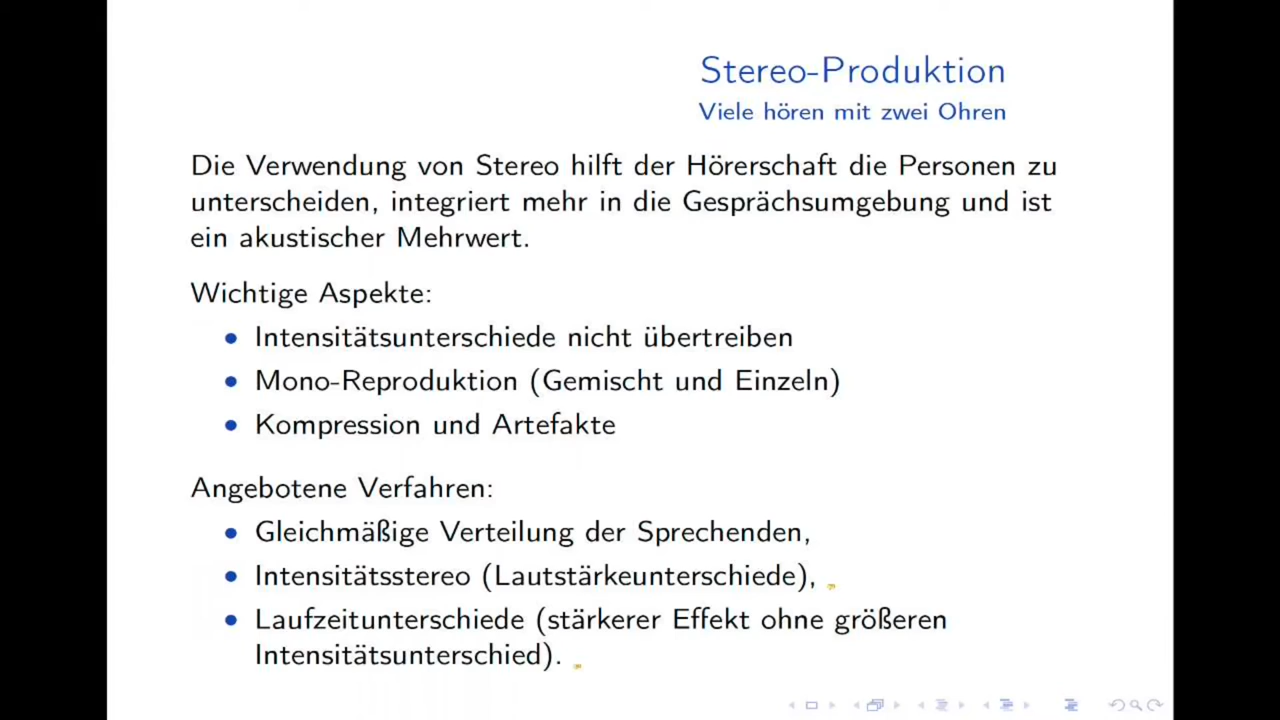 Stereo-Produktion
Viele hören mit zwei Ohren
Die Verwendung von Stereo hilft der Hörerschaft die Personen zu
unterscheiden, integriert mehr in die Gesprächsumgebung und ist
ein akustischer Mehrwert.
Wichtige Aspekte:
• Intensitätsunterschiede nicht übertreiben
• Mono-Reproduktion (Gemischt und Einzeln)
• Kompression und Artefakte
Angebotene Verfahren:
• Gleichmäßige Verteilung der Sprechenden,
• Intensitätsstereo (Lautstärkeunterschiede),
• Laufzeitunterschiede (stärkerer Effekt ohne größeren
Intensitätsunterschied).